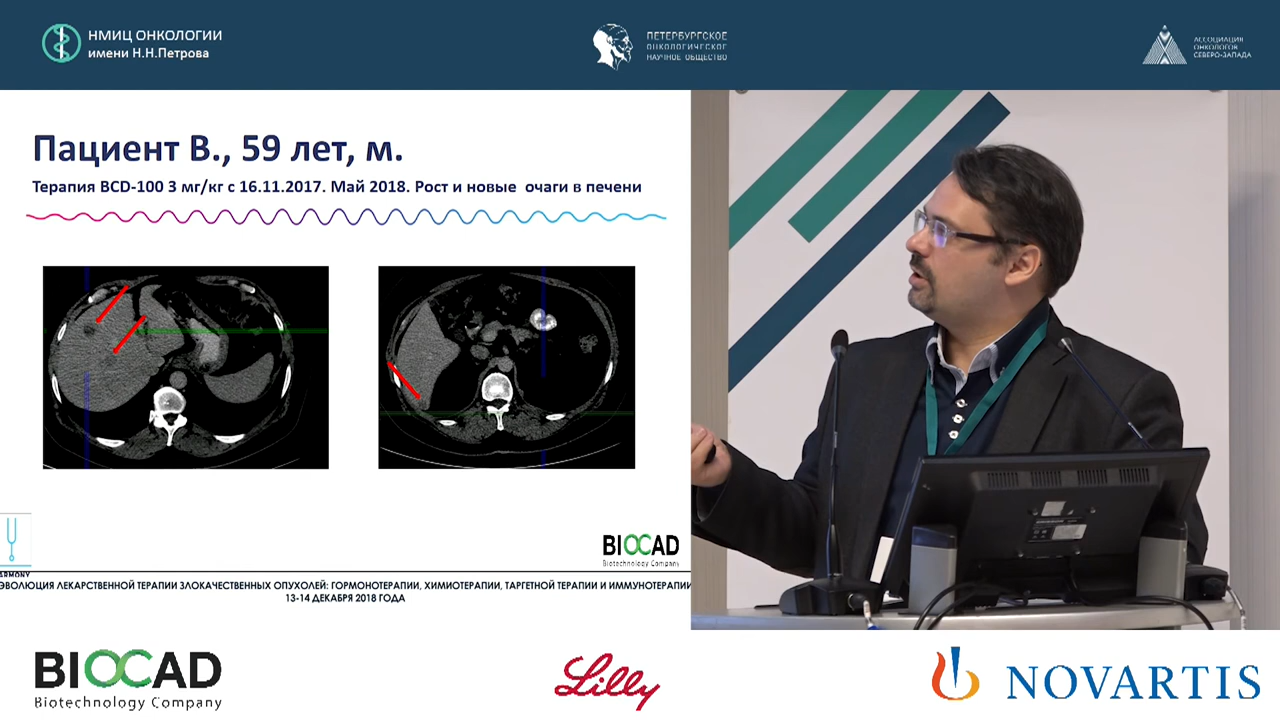 НМИЦ ОНКОЛОГИИ
имени Н.Н.Петрова
ПЕТЕРБУРГСКОЕ
ОНКОЛОГИЧЕСКОЕ
НАУЧНОЕ ОБЩЕСТВО
АССОЦИАЦИЯ
ОНКОЛОГОВ
СЕВЕРО-ЗАПАДА
Пациент В., 59 лет, м.
Терапия BCD-100 3 мг/кг с 16.11.2017. Май 2018. Рост и новые очаги в печени
BIOCAD
Biotechnology Company
ARMONY
ЭВОЛЮЦИЯ ЛЕКАРСТВЕННОЙ ТЕРАПИИ ЗЛОКАЧЕСТВЕННЫХ ОПУХОЛЕЙ: ГОРМОНОТЕРАПИИ, ХИМИОТЕРАПИИ, ТАРГЕТНОЙ ТЕРАПИИ И ИММУНОТЕРАПИИ
13-14 ДЕКАБРЯ 2018 ГОДА
BIOCAD
Biotechnology Company
Lilly
NOVARTIS